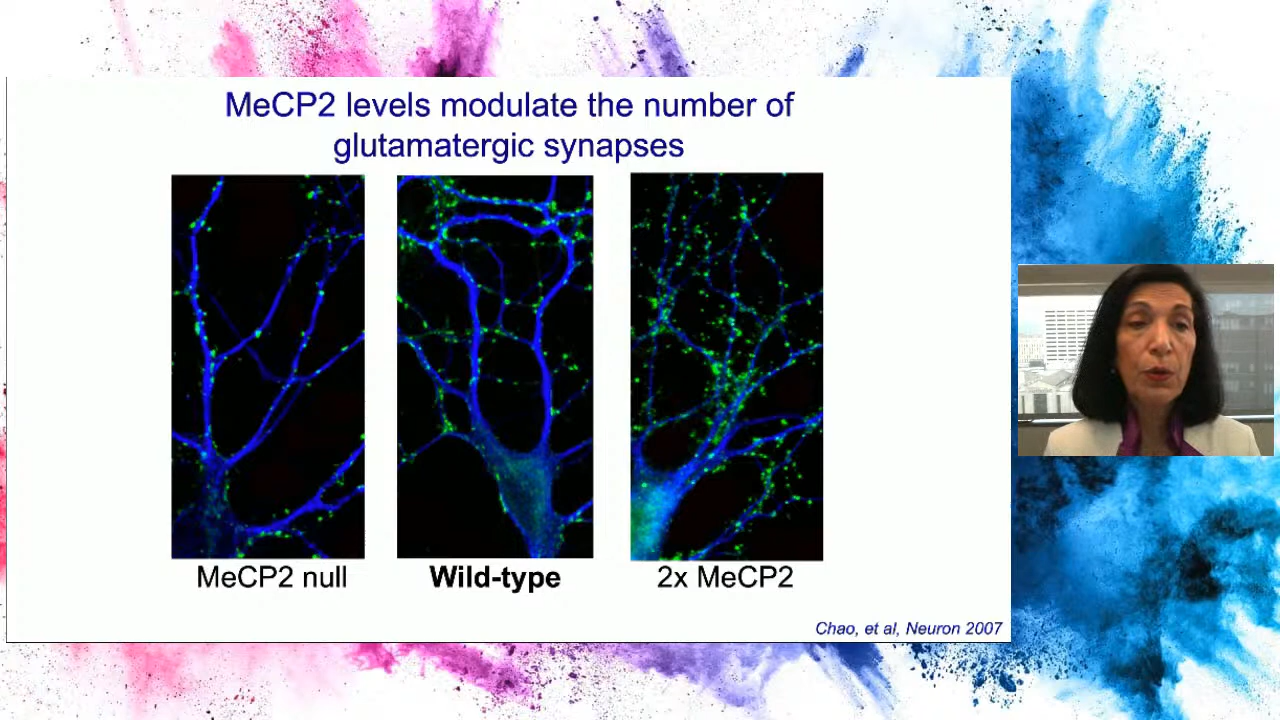 MeCP2 levels modulate the number of
glutamatergic synapses
MeCP2 null
Wild-type
2x MeCP2
Chao, et al, Neuron 2007